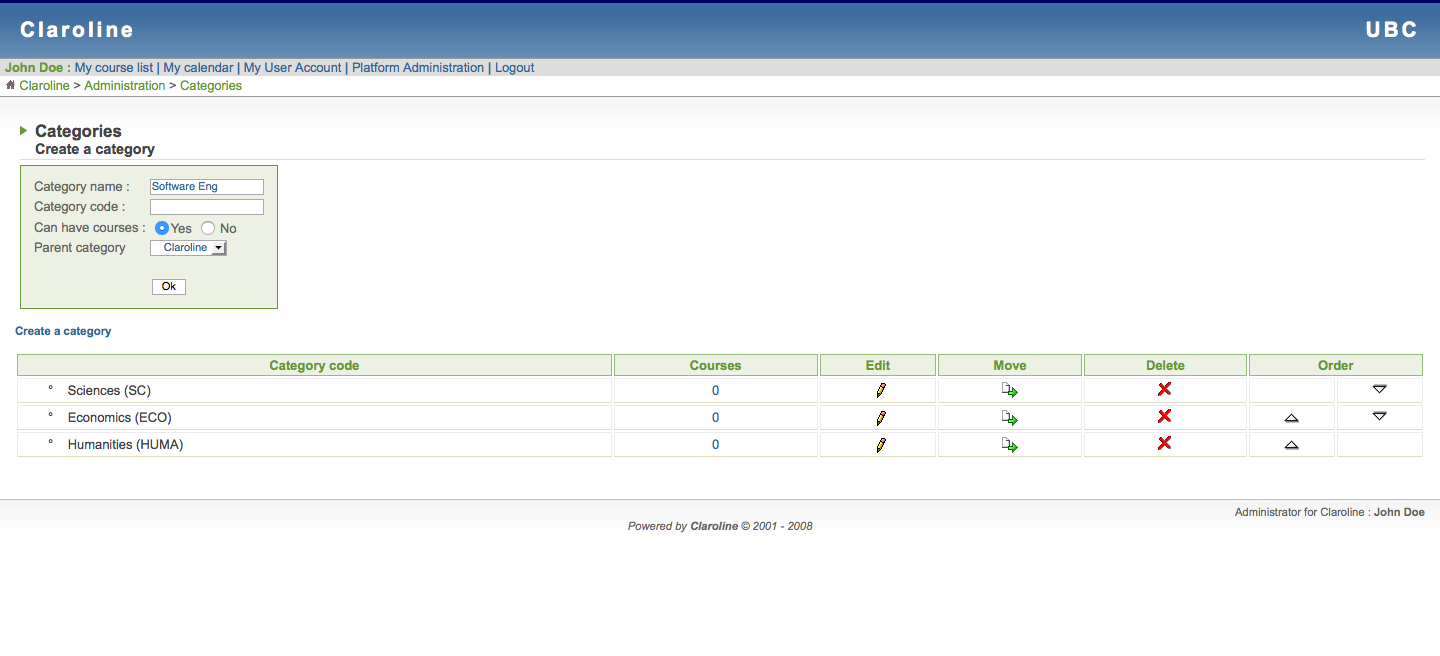 Claroline UBC
John Doe : My course list | My calendar | My User Account | Platform Administration | Logout
Claroline > Administration > Categories
Categories
Create a category
Category name : Software Eng
Category code :
Can have courses : Yes No
Parent category Claroline
Ok
Create a category
Category code Courses Edit Move Delete Order
° Sciences (SC) 0
° Economics (ECO) 0
° Humanities (HUMA) 0
Administrator for Claroline : John Doe
Powered by Claroline © 2001 - 2008